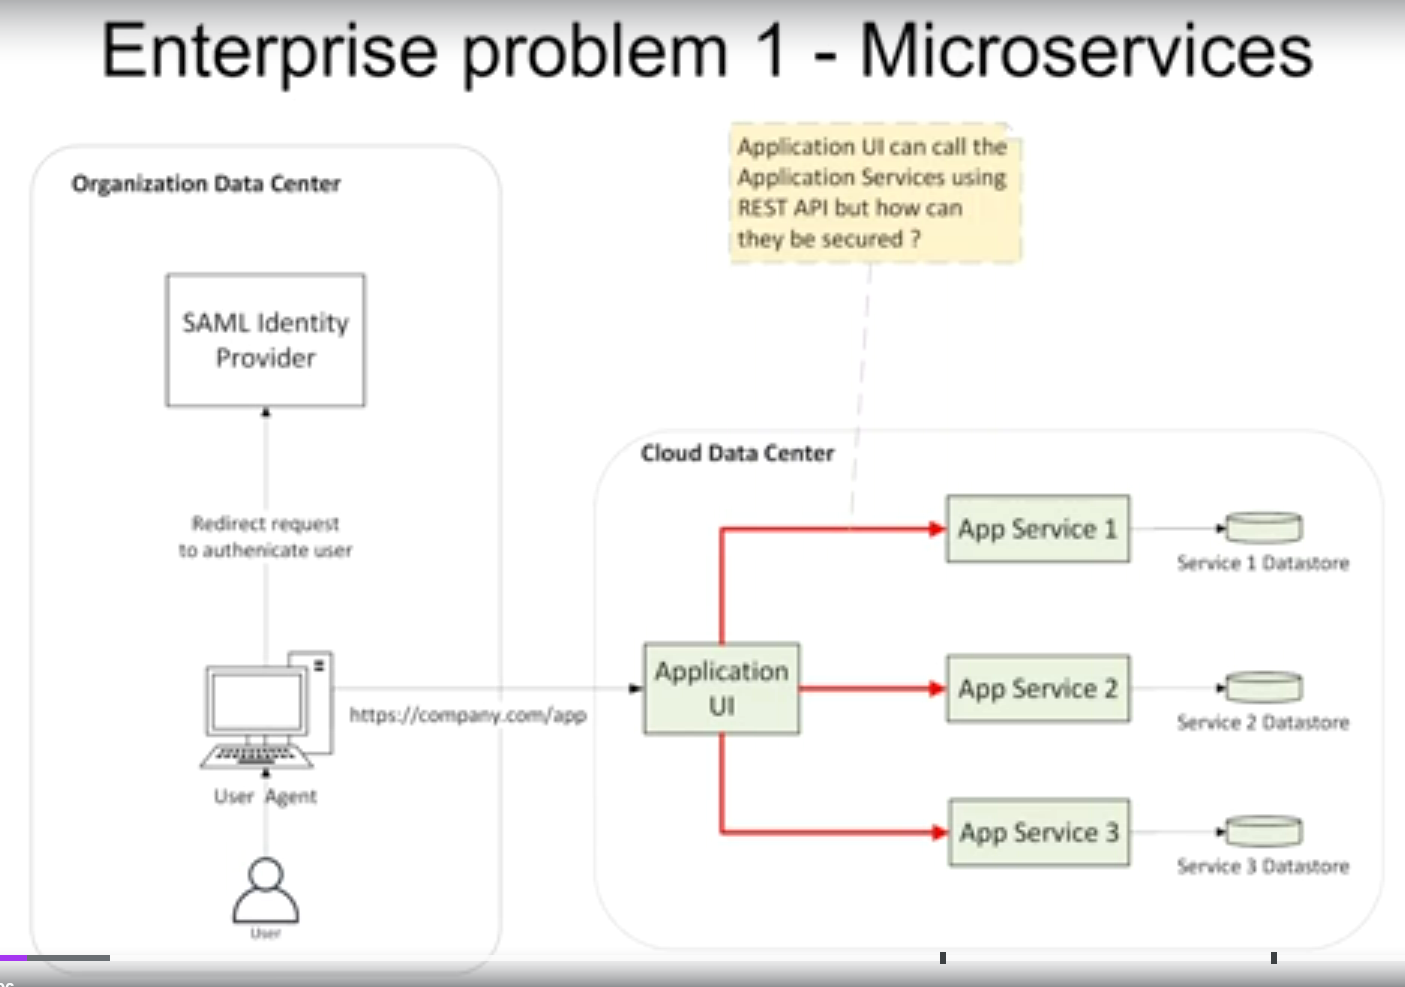 Enterprise problem 1 - Microservices
Organization Data Center
SAML Identity
Provider
Redirect request
to authenicate user
https://company.com/app
User Agent
User
Application UI can call the
Application Services using
REST API but how can
they be secured ?
Cloud Data Center
Application
UI
App Service 1
Service 1 Datastore
App Service 2
Service 2 Datastore
App Service 3
Service 3 Datastore